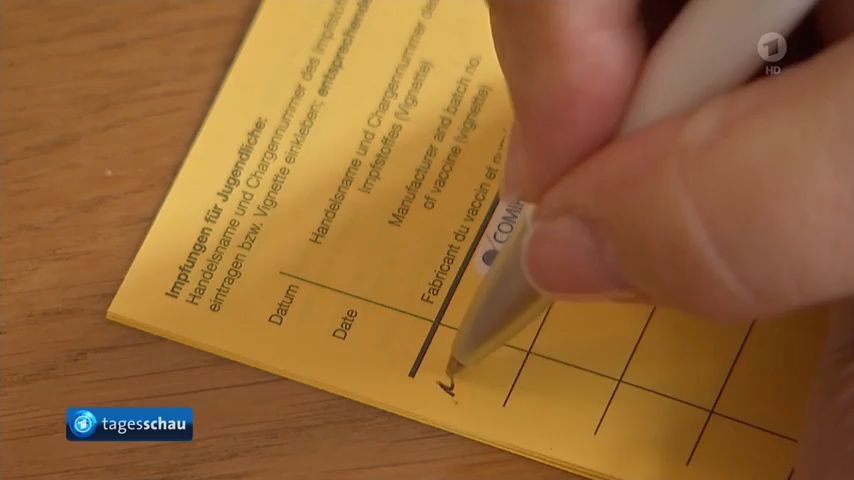 1
HD
Impfungen für Jugendliche:
Handelsname und Chargennummer des Impfstoffes
eintragen bzw. Vignette einkleben; entsprechende
Datum
Date
Handelsname und Chargennummer des
Impfstoffes (Vignette)
Manufacturer and batch no.
of vaccine (vignette)
Fabricant du vaccin et
COMI
tagesschau